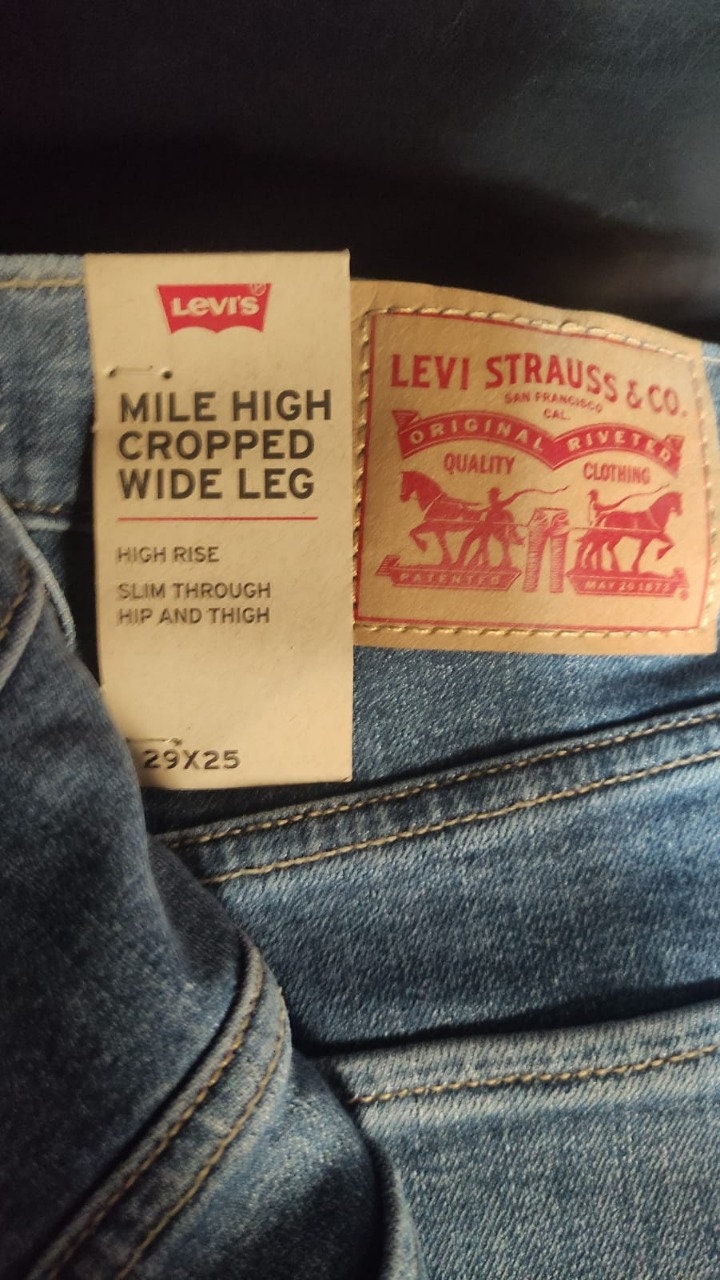 Levi's
®
MILE HIGH
CROPPED
WIDE LEG
HIGH RISE
SLIM THROUGH
HIP AND THIGH
29X25
LEVI STRAUSS & CO.
SAN FRANCISCO
CAL.
ORIGINAL RIVETED
QUALITY CLOTHING
PATENTED MAY 20 1873
®